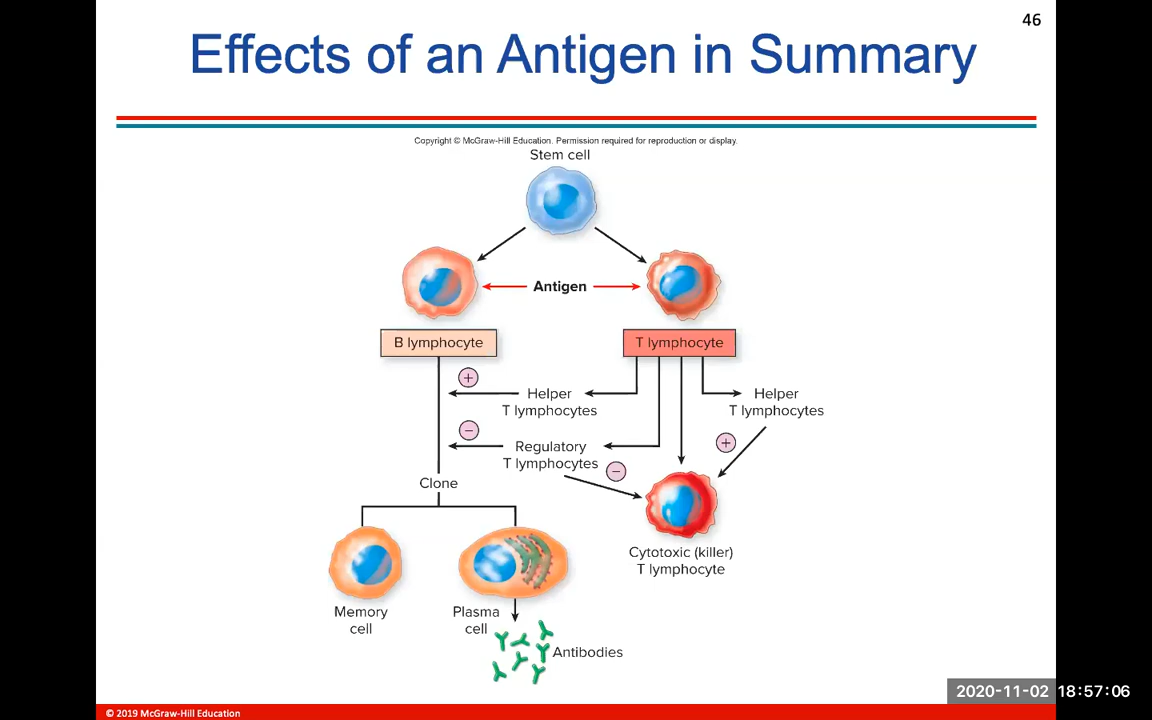 46
Effects of an Antigen in Summary
Copyright © McGraw-Hill Education. Permission required for reproduction or display.
Stem cell
Antigen
B lymphocyte
T lymphocyte
+
Helper
T lymphocytes
Helper
T lymphocytes
−
Regulatory
T lymphocytes
−
+
Clone
Cytotoxic (killer)
T lymphocyte
Memory
cell
Plasma
cell
Antibodies
2020-11-02 18:57:06
© 2019 McGraw-Hill Education